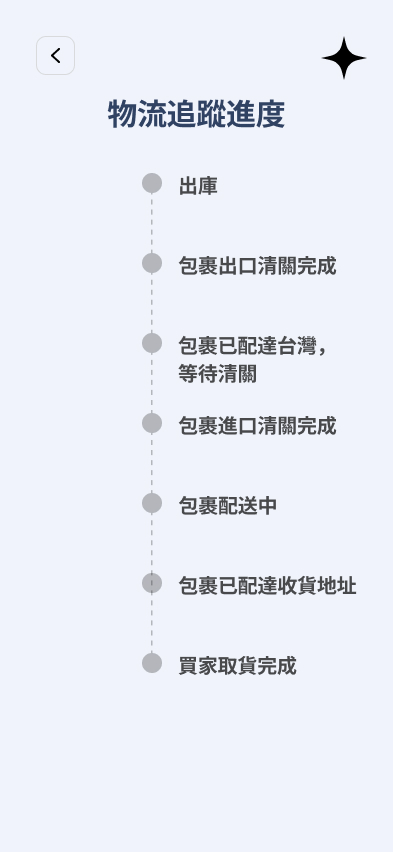 物流追蹤進度
出庫
包裹出口清關完成
包裹已配達台灣，
等待清關
包裹進口清關完成
包裹配送中
包裹已配達收貨地址
買家取貨完成